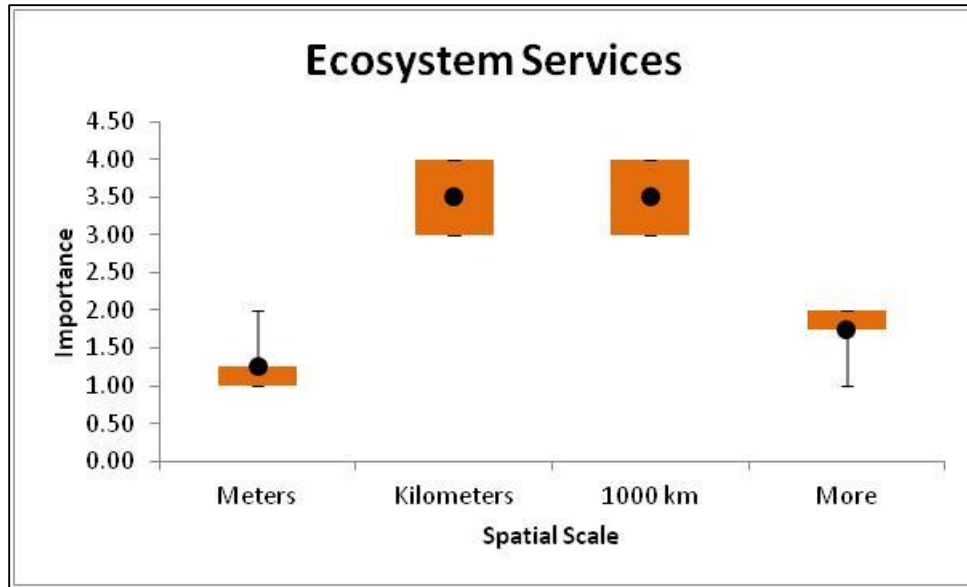 Ecosystem Services
Importance
4.50
4.00
3.50
3.00
2.50
2.00
1.50
1.00
0.50
0.00
Meters Kilometers 1000 km More
Spatial Scale